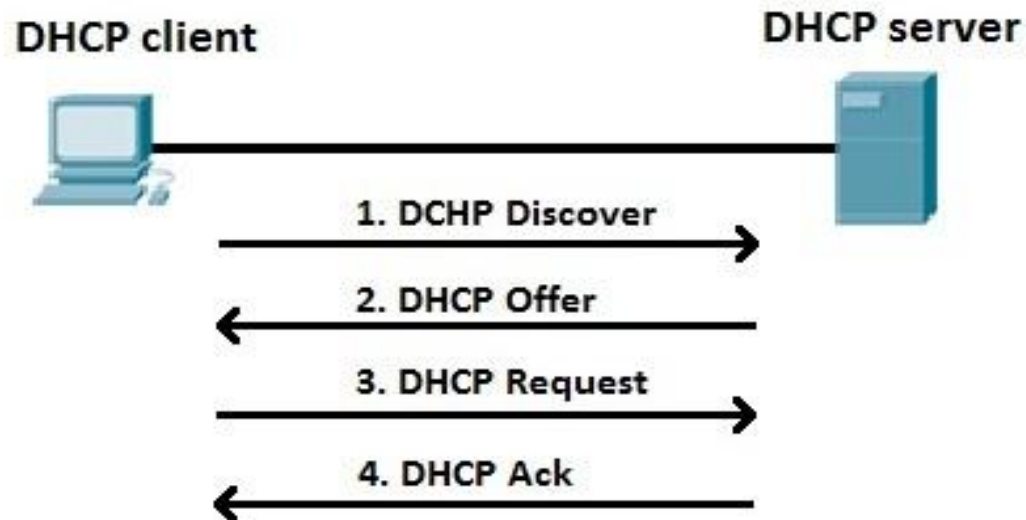 DHCP client
DHCP server
1. DCHP Discover
2. DHCP Offer
3. DHCP Request
4. DHCP Ack